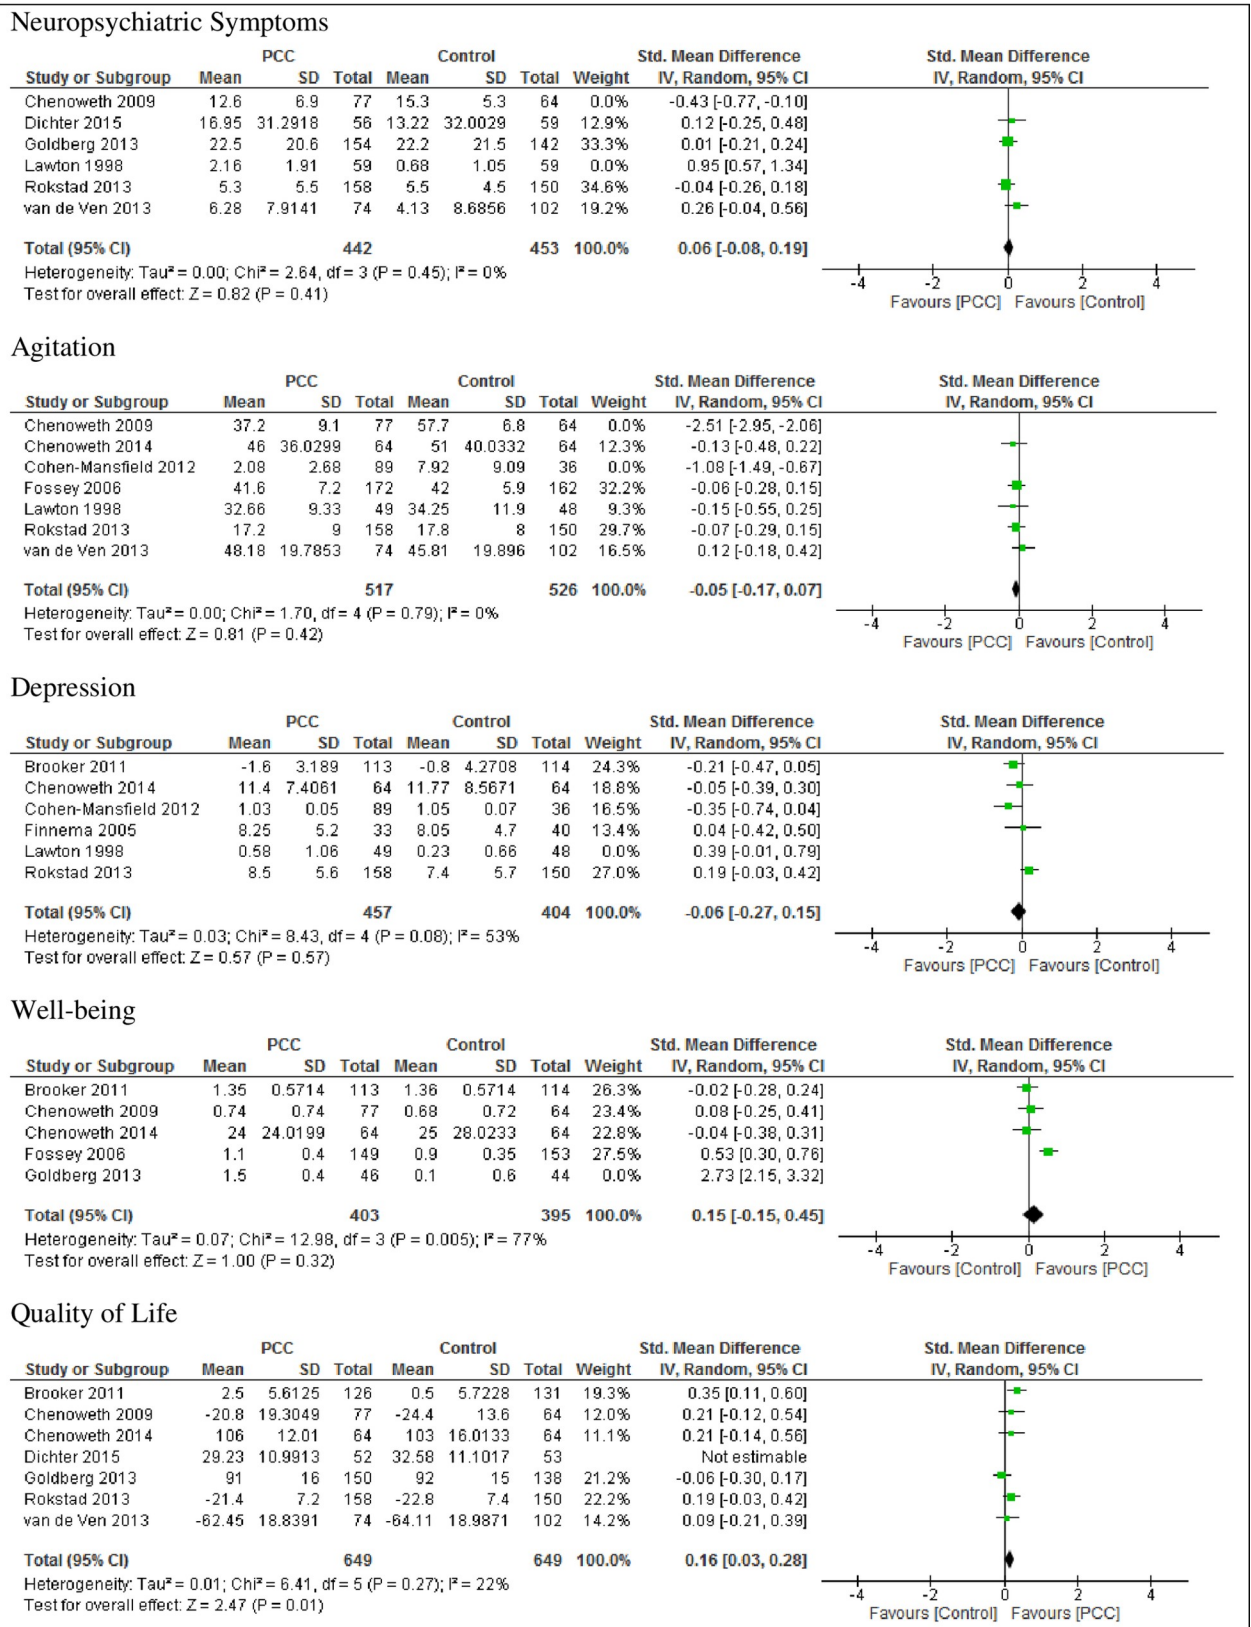 Neuropsychiatric Symptoms
PCC Control Std. Mean Difference Std. Mean Difference
Study or Subgroup Mean SD Total Mean SD Total Weight IV, Random, 95% CI IV, Random, 95% CI
Chenoweth 2009 12.6 6.9 77 15.3 5.3 64 0.0% -0.43 [-0.77, -0.10]
Dichter 2015 16.95 31.2918 56 13.22 32.0029 59 12.9% 0.12 [-0.25, 0.48]
Goldberg 2013 22.5 20.6 154 22.2 21.5 142 33.3% 0.01 [-0.21, 0.24]
Lawton 1998 2.16 1.91 59 0.68 1.05 59 0.0% 0.95 [0.57, 1.34]
Rokstad 2013 5.3 5.5 158 5.5 4.5 150 34.6% -0.04 [-0.26, 0.18]
van de Ven 2013 6.28 7.9141 74 4.13 8.6856 102 19.2% 0.26 [-0.04, 0.56]
Total (95% CI) 442 453 100.0% 0.06 [-0.08, 0.19]
Heterogeneity: Tau² = 0.00; Chi² = 2.64, df = 3 (P = 0.45); I² = 0%
Test for overall effect: Z = 0.82 (P = 0.41)
-4 -2 0 2 4
Favours [PCC] Favours [Control]
Agitation
PCC Control Std. Mean Difference Std. Mean Difference
Study or Subgroup Mean SD Total Mean SD Total Weight IV, Random, 95% CI IV, Random, 95% CI
Chenoweth 2009 37.2 9.1 77 57.7 6.8 64 0.0% -2.51 [-2.95, -2.06]
Chenoweth 2014 46 36.0299 64 51 40.0332 64 12.3% -0.13 [-0.48, 0.22]
Cohen-Mansfield 2012 2.08 2.68 89 7.92 9.09 36 0.0% -1.08 [-1.49, -0.67]
Fossey 2006 41.6 7.2 172 42 5.9 162 32.2% -0.06 [-0.28, 0.15]
Lawton 1998 32.66 9.33 49 34.25 11.9 48 9.3% -0.15 [-0.55, 0.25]
Rokstad 2013 17.2 9 158 17.8 8 150 29.7% -0.07 [-0.29, 0.15]
van de Ven 2013 48.18 19.7853 74 45.81 19.896 102 16.5% 0.12 [-0.18, 0.42]
Total (95% CI) 517 526 100.0% -0.05 [-0.17, 0.07]
Heterogeneity: Tau² = 0.00; Chi² = 1.70, df = 4 (P = 0.79); I² = 0%
Test for overall effect: Z = 0.81 (P = 0.42)
-4 -2 0 2 4
Favours [PCC] Favours [Control]
Depression
PCC Control Std. Mean Difference Std. Mean Difference
Study or Subgroup Mean SD Total Mean SD Total Weight IV, Random, 95% CI IV, Random, 95% CI
Brooker 2011 -1.6 3.189 113 -0.8 4.2708 114 24.3% -0.21 [-0.47, 0.05]
Chenoweth 2014 11.4 7.4061 64 11.77 8.5671 64 18.8% -0.05 [-0.39, 0.30]
Cohen-Mansfield 2012 1.03 0.05 89 1.05 0.07 36 16.5% -0.35 [-0.74, 0.04]
Finnema 2005 8.25 5.2 33 8.05 4.7 40 13.4% 0.04 [-0.42, 0.50]
Lawton 1998 0.58 1.06 49 0.23 0.66 48 0.0% 0.39 [-0.01, 0.79]
Rokstad 2013 8.5 5.6 158 7.4 5.7 150 27.0% 0.19 [-0.03, 0.42]
Total (95% CI) 457 404 100.0% -0.06 [-0.27, 0.15]
Heterogeneity: Tau² = 0.03; Chi² = 8.43, df = 4 (P = 0.08); I² = 53%
Test for overall effect: Z = 0.57 (P = 0.57)
-4 -2 0 2 4
Favours [PCC] Favours [Control]
Well-being
PCC Control Std. Mean Difference Std. Mean Difference
Study or Subgroup Mean SD Total Mean SD Total Weight IV, Random, 95% CI IV, Random, 95% CI
Brooker 2011 1.35 0.5714 113 1.36 0.5714 114 26.3% -0.02 [-0.28, 0.24]
Chenoweth 2009 0.74 0.74 77 0.68 0.72 64 23.4% 0.08 [-0.25, 0.41]
Chenoweth 2014 24 24.0199 64 25 28.0233 64 22.8% -0.04 [-0.38, 0.31]
Fossey 2006 1.1 0.4 149 0.9 0.35 153 27.5% 0.53 [0.30, 0.76]
Goldberg 2013 1.5 0.4 46 0.1 0.6 44 0.0% 2.73 [2.15, 3.32]
Total (95% CI) 403 395 100.0% 0.15 [-0.15, 0.45]
Heterogeneity: Tau² = 0.07; Chi² = 12.98, df = 3 (P = 0.005); I² = 77%
Test for overall effect: Z = 1.00 (P = 0.32)
-4 -2 0 2 4
Favours [Control] Favours [PCC]
Quality of Life
PCC Control Std. Mean Difference Std. Mean Difference
Study or Subgroup Mean SD Total Mean SD Total Weight IV, Random, 95% CI IV, Random, 95% CI
Brooker 2011 2.5 5.6125 126 0.5 5.7228 131 19.3% 0.35 [0.11, 0.60]
Chenoweth 2009 -20.8 19.3049 77 -24.4 13.6 64 12.0% 0.21 [-0.12, 0.54]
Chenoweth 2014 106 12.01 64 103 16.0133 64 11.1% 0.21 [-0.14, 0.56]
Dichter 2015 29.23 10.9913 52 32.58 11.1017 53 Not estimable
Goldberg 2013 91 16 150 92 15 138 21.2% -0.06 [-0.30, 0.17]
Rokstad 2013 -21.4 7.2 158 -22.8 7.4 150 22.2% 0.19 [-0.03, 0.42]
van de Ven 2013 -62.45 18.8391 74 -64.11 18.9871 102 14.2% 0.09 [-0.21, 0.39]
Total (95% CI) 649 649 100.0% 0.16 [0.03, 0.28]
Heterogeneity: Tau² = 0.01; Chi² = 6.41, df = 5 (P = 0.27); I² = 22%
Test for overall effect: Z = 2.47 (P = 0.01)
-4 -2 0 2 4
Favours [Control] Favours [PCC]